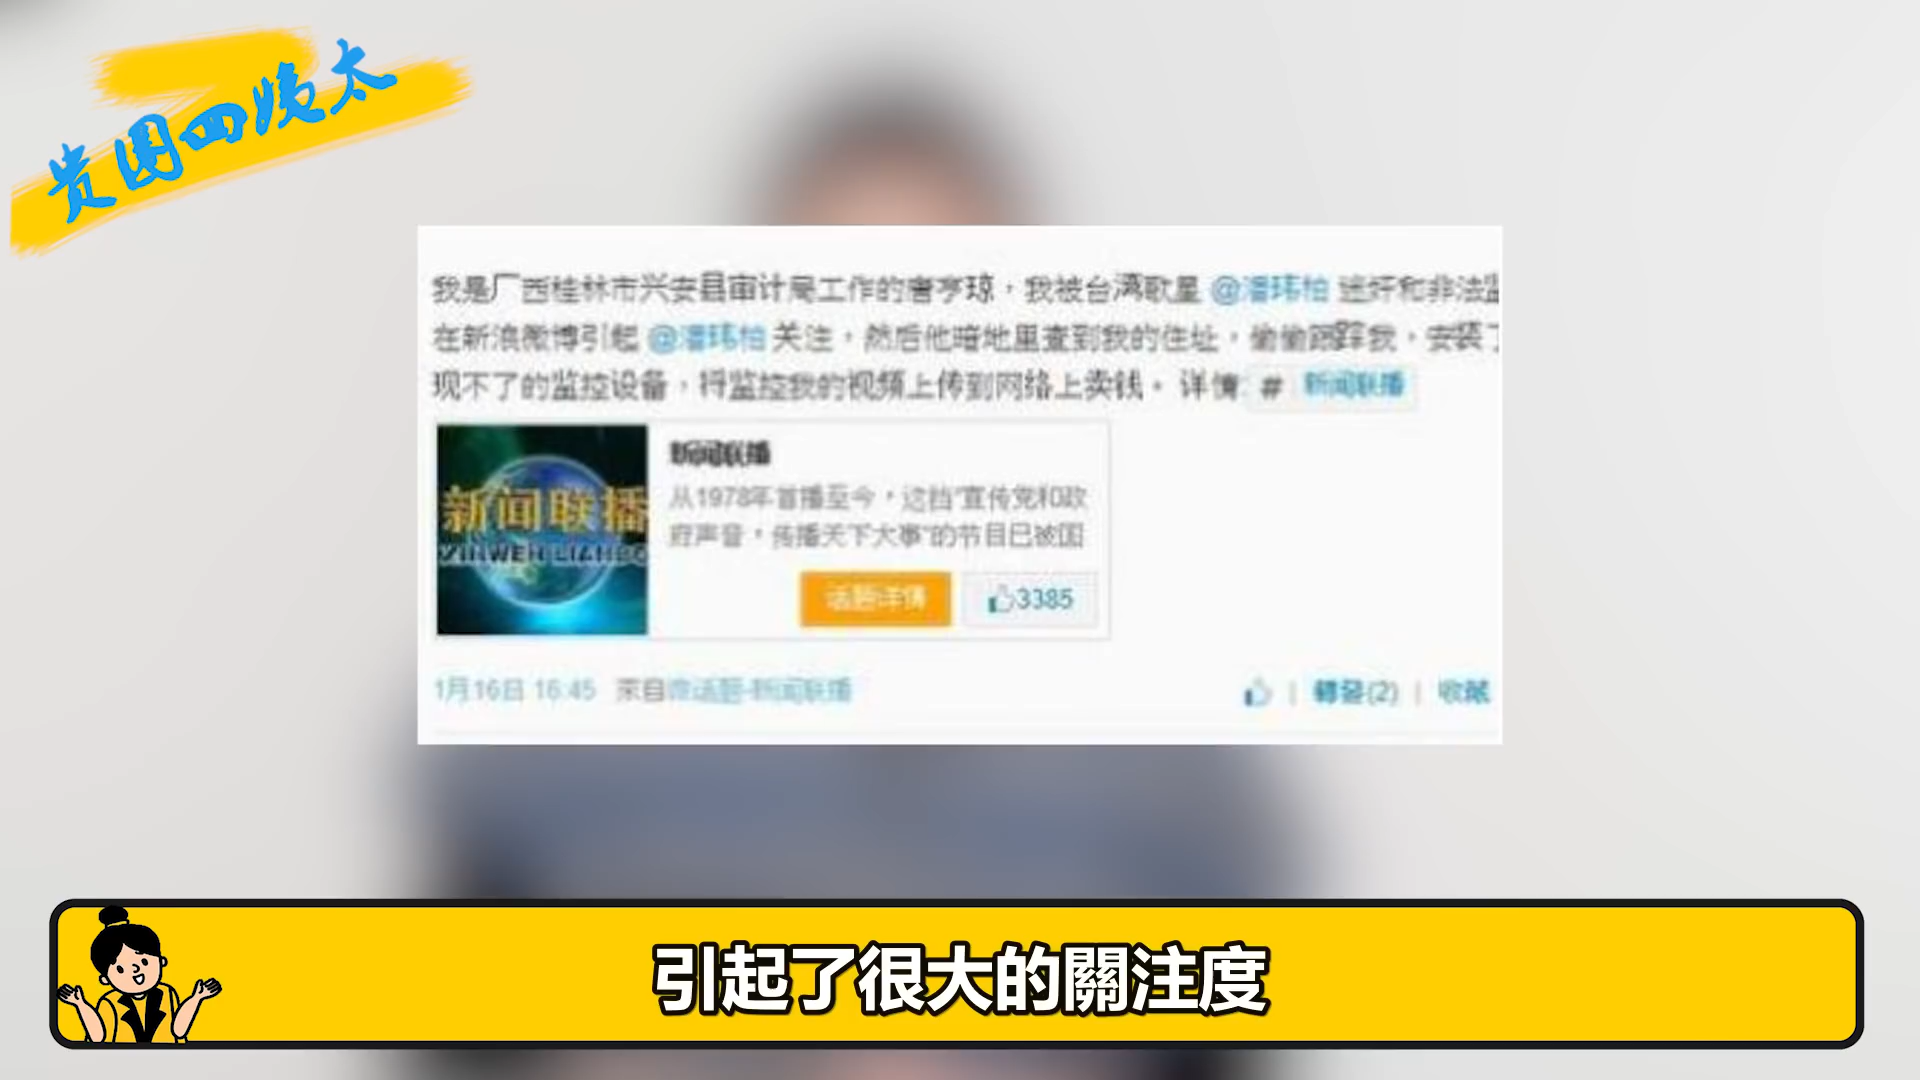 贵圈四姨太
我是广西桂林市兴安县审计局工作的唐亨琼，我被台湾歌星 @潘玮柏 迷奸和非法监
在新浪微博引起 @潘玮柏 关注，然后他暗地里查到我的住址，偷偷跟踪我，安装了
现不了的监控设备，将监控我的视频上传到网络上卖钱。详情: # 新闻联播
新闻联播
XINWEN LIANBO
新闻联播
从1978年首播至今，这挡“宣传党和政
府声音，传播天下大事”的节目已被国
话题详情
3385
1月16日 16:45 来自微话题-新闻联播
(2) | 收藏
引起了很大的關注度